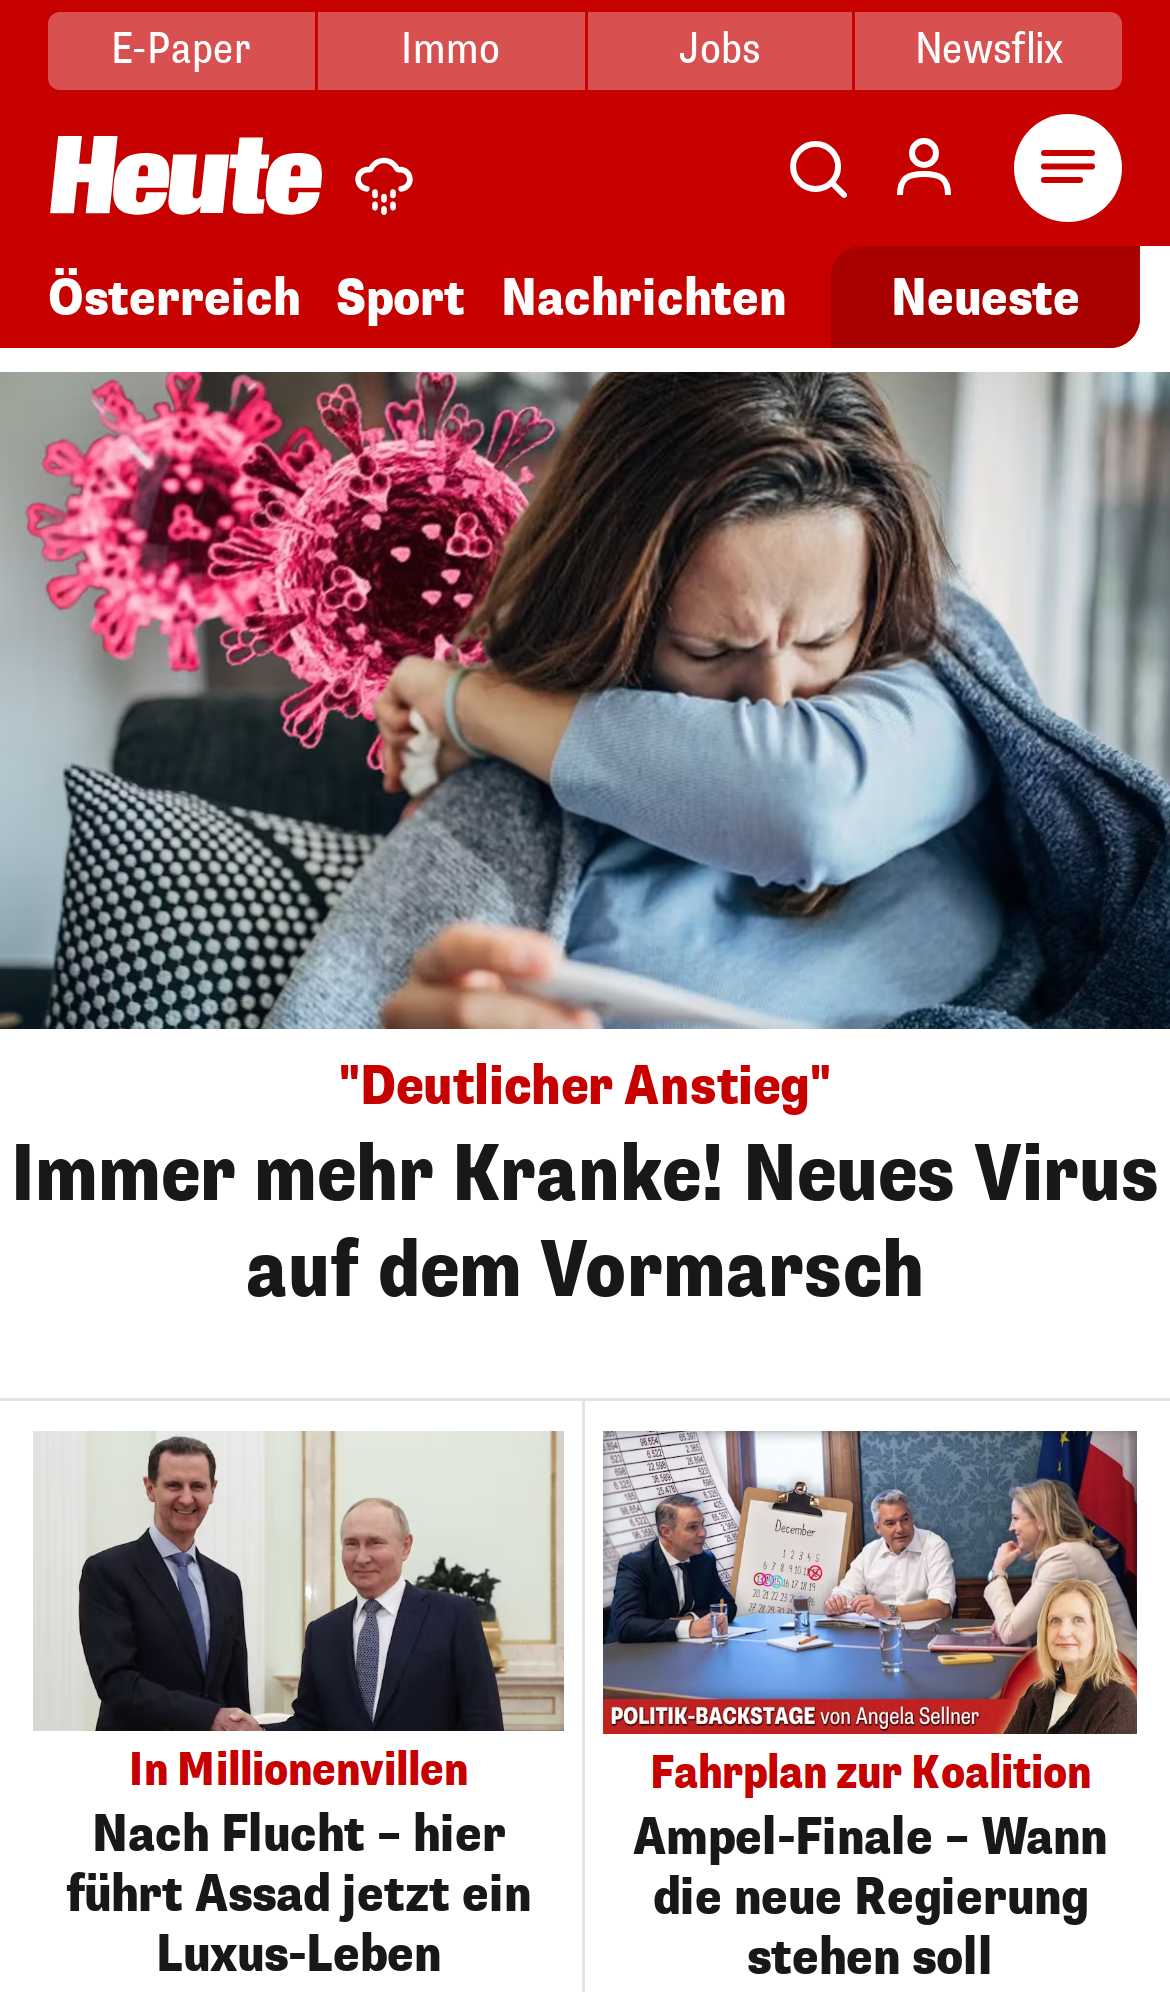 E-Paper
Immo
Jobs
Newsflix
Heute
Österreich
Sport
Nachrichten
Neueste
"Deutlicher Anstieg"
Immer mehr Kranke! Neues Virus
auf dem Vormarsch
In Millionenvillen
Nach Flucht – hier
führt Assad jetzt ein
Luxus-Leben
December
POLITIK-BACKSTAGE von Angela Sellner
Fahrplan zur Koalition
Ampel-Finale – Wann
die neue Regierung
stehen soll